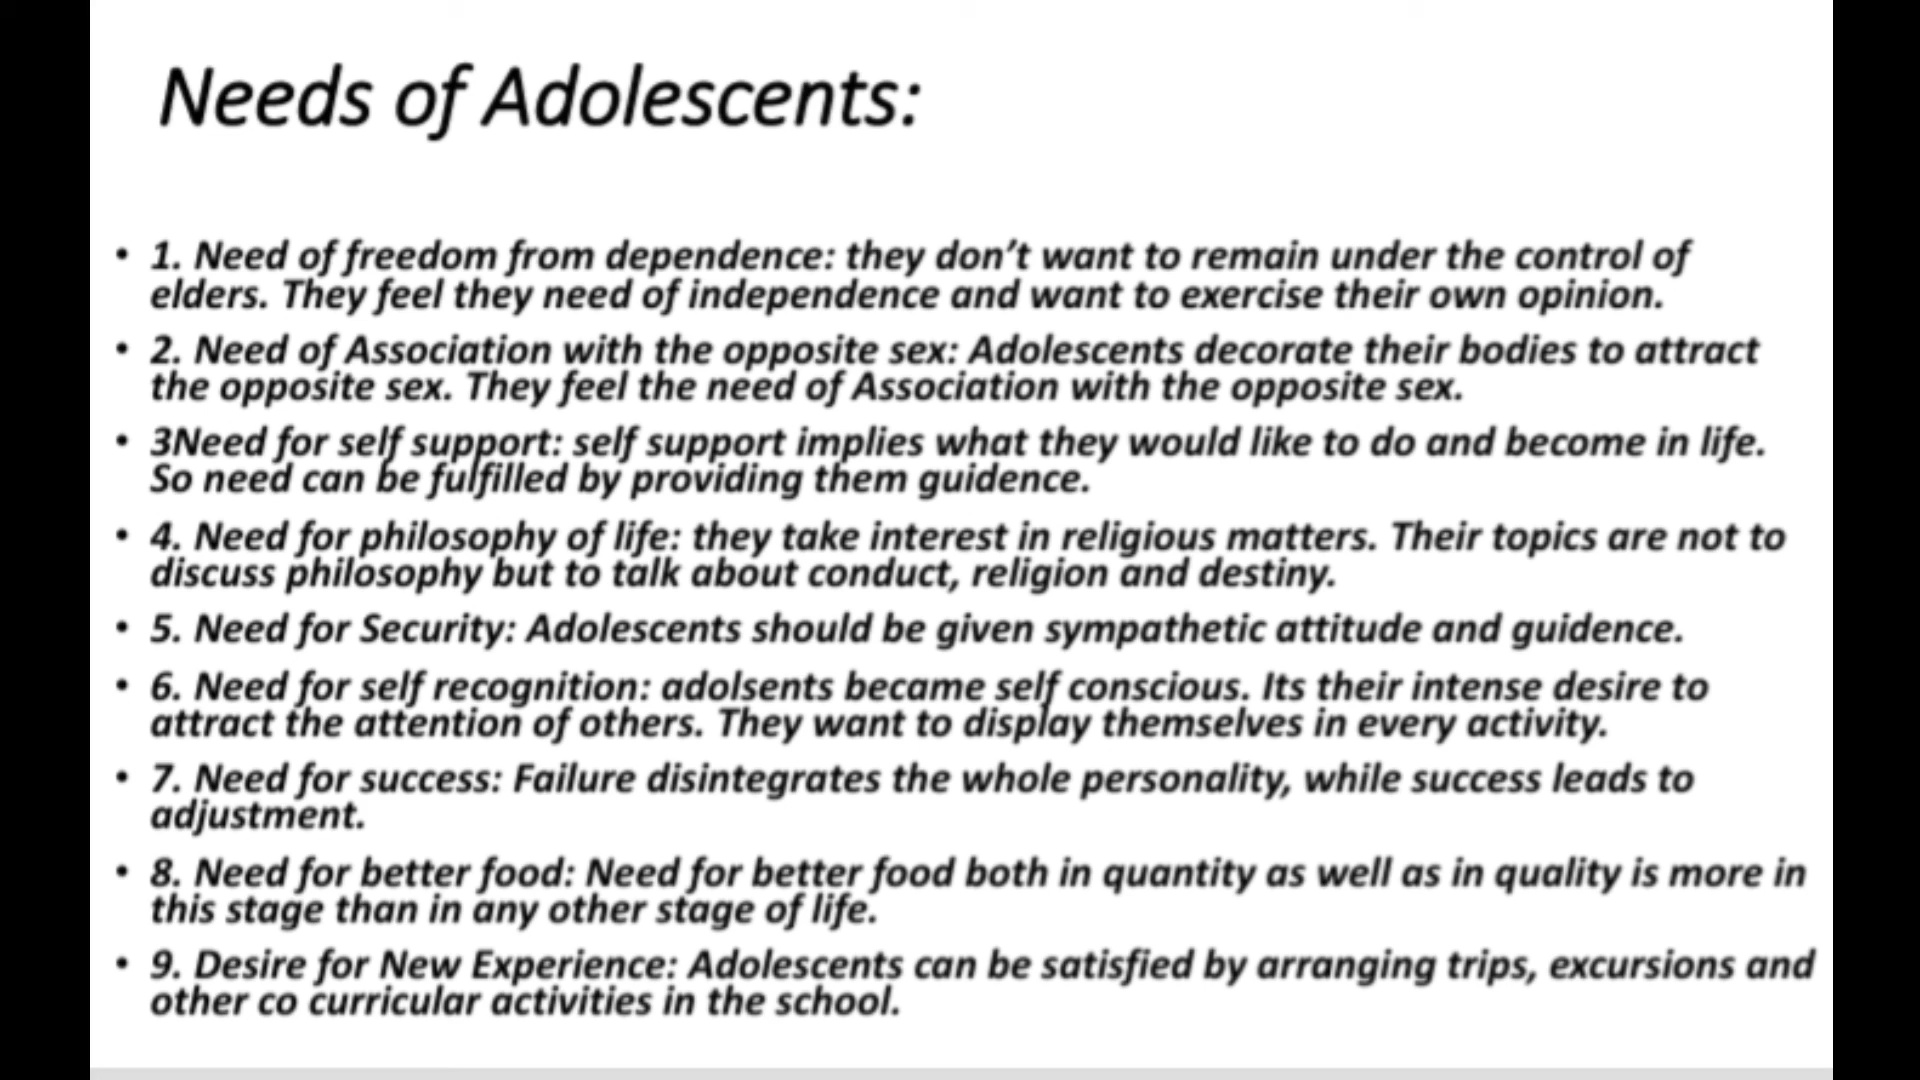 Needs of Adolescents:
• 1. Need of freedom from dependence: they don't want to remain under the control of
elders. They feel they need of independence and want to exercise their own opinion.
• 2. Need of Association with the opposite sex: Adolescents decorate their bodies to attract
the opposite sex. They feel the need of Association with the opposite sex.
• 3Need for self support: self support implies what they would like to do and become in life.
So need can be fulfilled by providing them guidence.
• 4. Need for philosophy of life: they take interest in religious matters. Their topics are not to
discuss philosophy but to talk about conduct, religion and destiny.
• 5. Need for Security: Adolescents should be given sympathetic attitude and guidence.
• 6. Need for self recognition: adolsents became self conscious. Its their intense desire to
attract the attention of others. They want to display themselves in every activity.
• 7. Need for success: Failure disintegrates the whole personality, while success leads to
adjustment.
• 8. Need for better food: Need for better food both in quantity as well as in quality is more in
this stage than in any other stage of life.
• 9. Desire for New Experience: Adolescents can be satisfied by arranging trips, excursions and
other co curricular activities in the school.